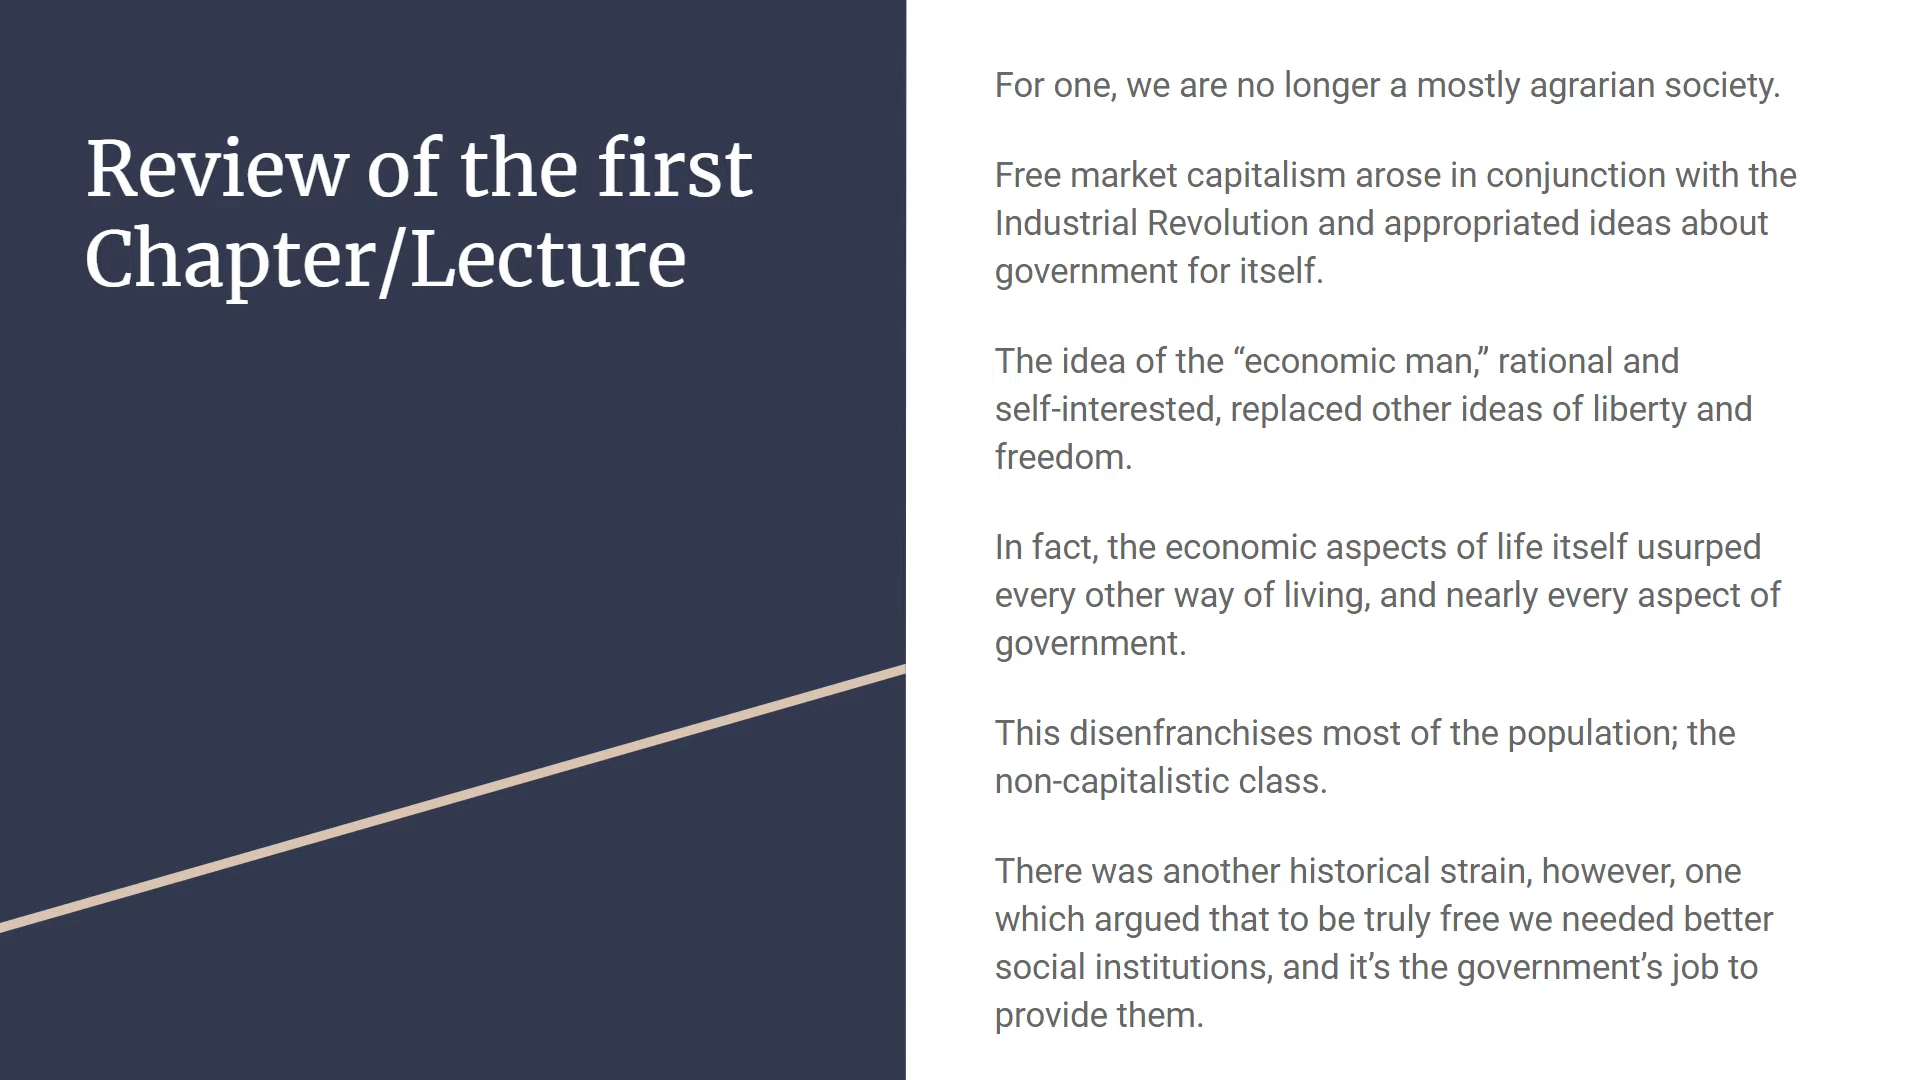 Review of the first
Chapter/Lecture
For one, we are no longer a mostly agrarian society.
Free market capitalism arose in conjunction with the
Industrial Revolution and appropriated ideas about
government for itself.
The idea of the “economic man,” rational and
self-interested, replaced other ideas of liberty and
freedom.
In fact, the economic aspects of life itself usurped
every other way of living, and nearly every aspect of
government.
This disenfranchises most of the population; the
non-capitalistic class.
There was another historical strain, however, one
which argued that to be truly free we needed better
social institutions, and it’s the government’s job to
provide them.